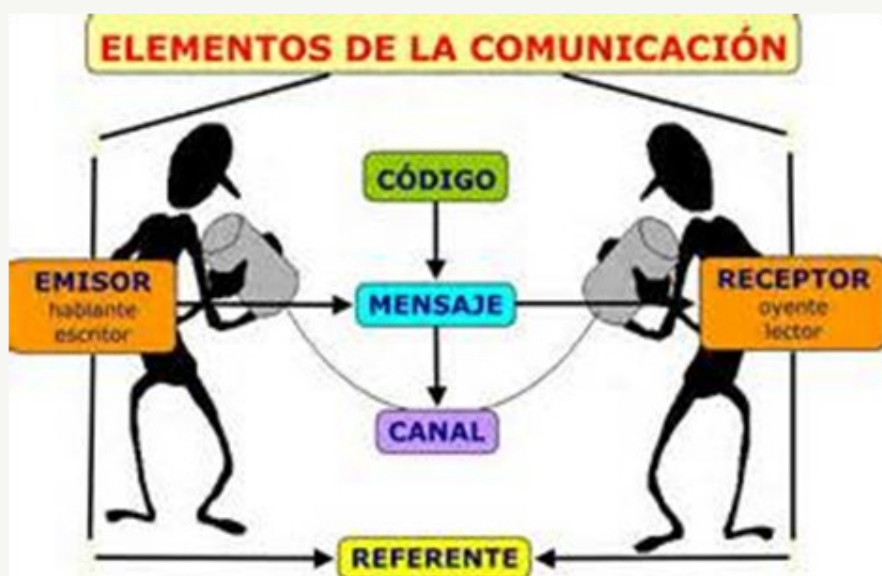 ELEMENTOS DE LA COMUNICACIÓN
CÓDIGO
EMISOR
hablante
escritor
MENSAJE
RECEPTOR
oyente
lector
CANAL
REFERENTE